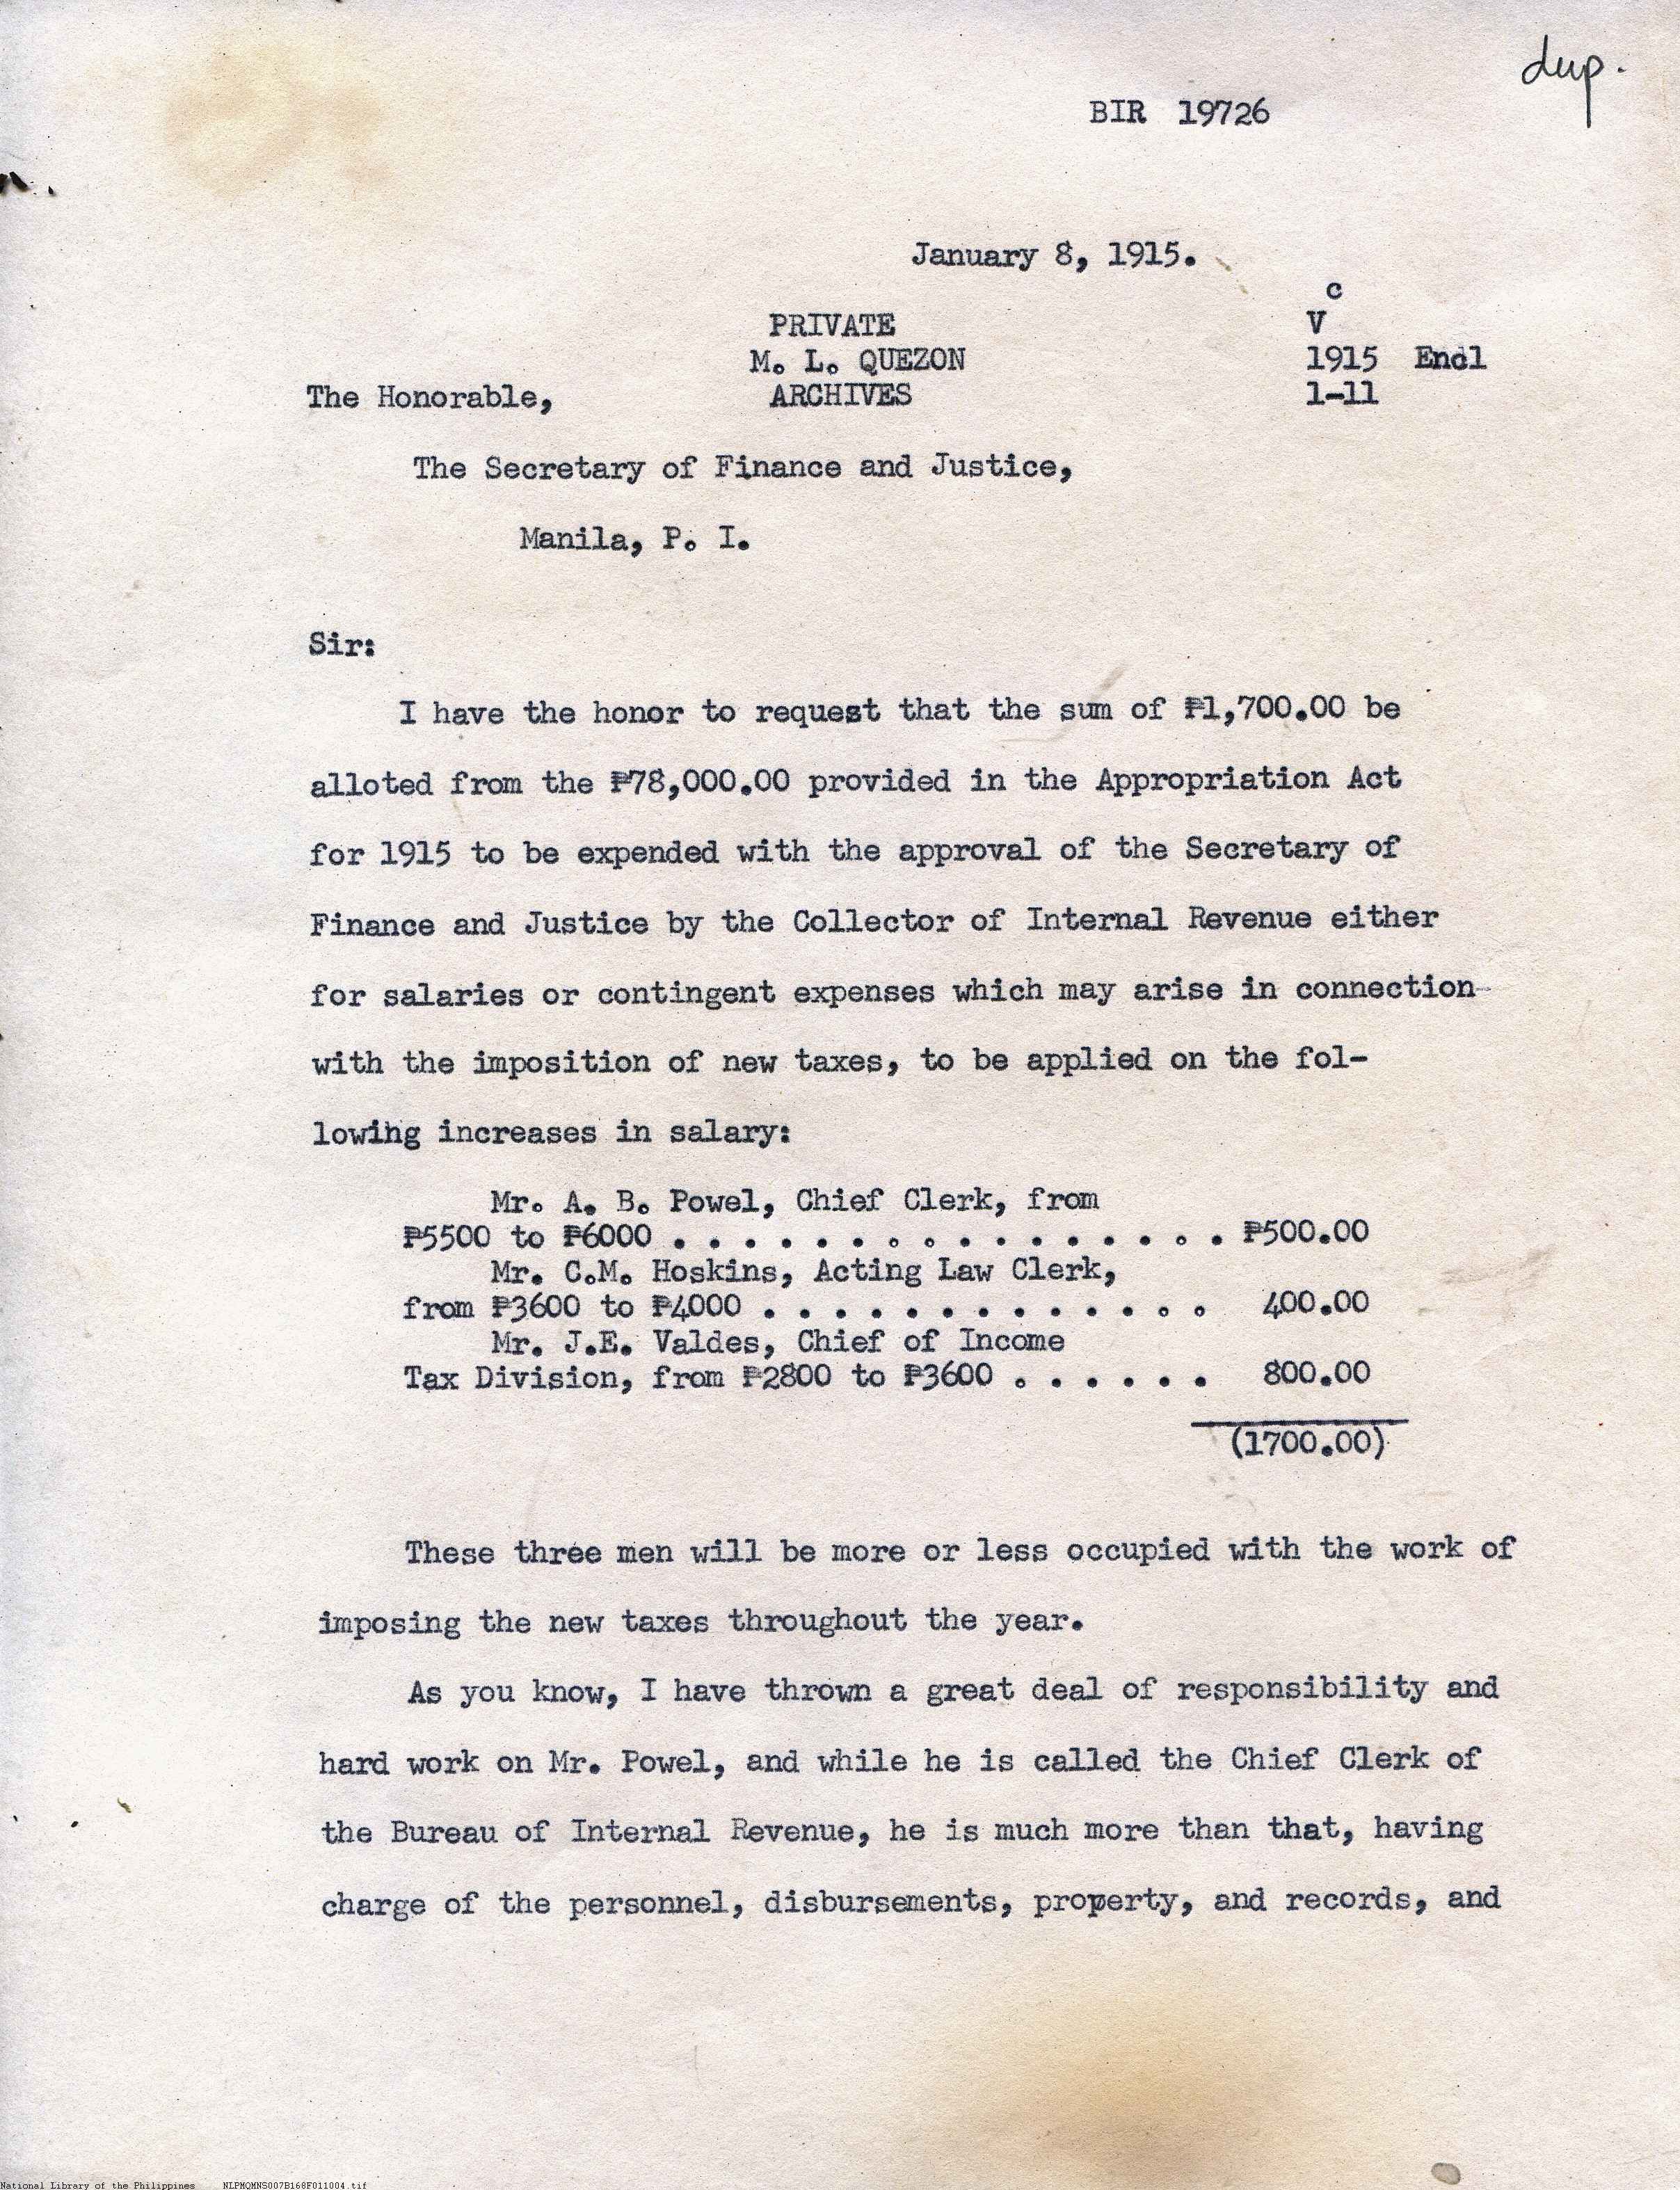 dup.
BIR 19726
January 8, 1915.
c
PRIVATE V
M. L. QUEZON 1915 Encl
The Honorable, ARCHIVES 1-11
The Secretary of Finance and Justice,
Manila, P. I.
Sir:
I have the honor to request that the sum of ₱1,700.00 be
alloted from the ₱78,000.00 provided in the Appropriation Act
for 1915 to be expended with the approval of the Secretary of
Finance and Justice by the Collector of Internal Revenue either
for salaries or contingent expenses which may arise in connection
with the imposition of new taxes, to be applied on the fol-
lowihg increases in salary:
Mr. A. B. Powel, Chief Clerk, from
₱5500 to ₱6000 . . . . . . . . . . . . . . . . ₱500.00
Mr. C.M. Hoskins, Acting Law Clerk,
from ₱3600 to ₱4000 . . . . . . . . . . . . . 400.00
Mr. J.E. Valdes, Chief of Income
Tax Division, from ₱2800 to ₱3600 . . . . . . 800.00
(1700.00)
These three men will be more or less occupied with the work of
imposing the new taxes throughout the year.
As you know, I have thrown a great deal of responsibility and
hard work on Mr. Powel, and while he is called the Chief Clerk of
the Bureau of Internal Revenue, he is much more than that, having
charge of the personnel, disbursements, property, and records, and
National Library of the Philippines NLPMQMNS007B168F011004.tif